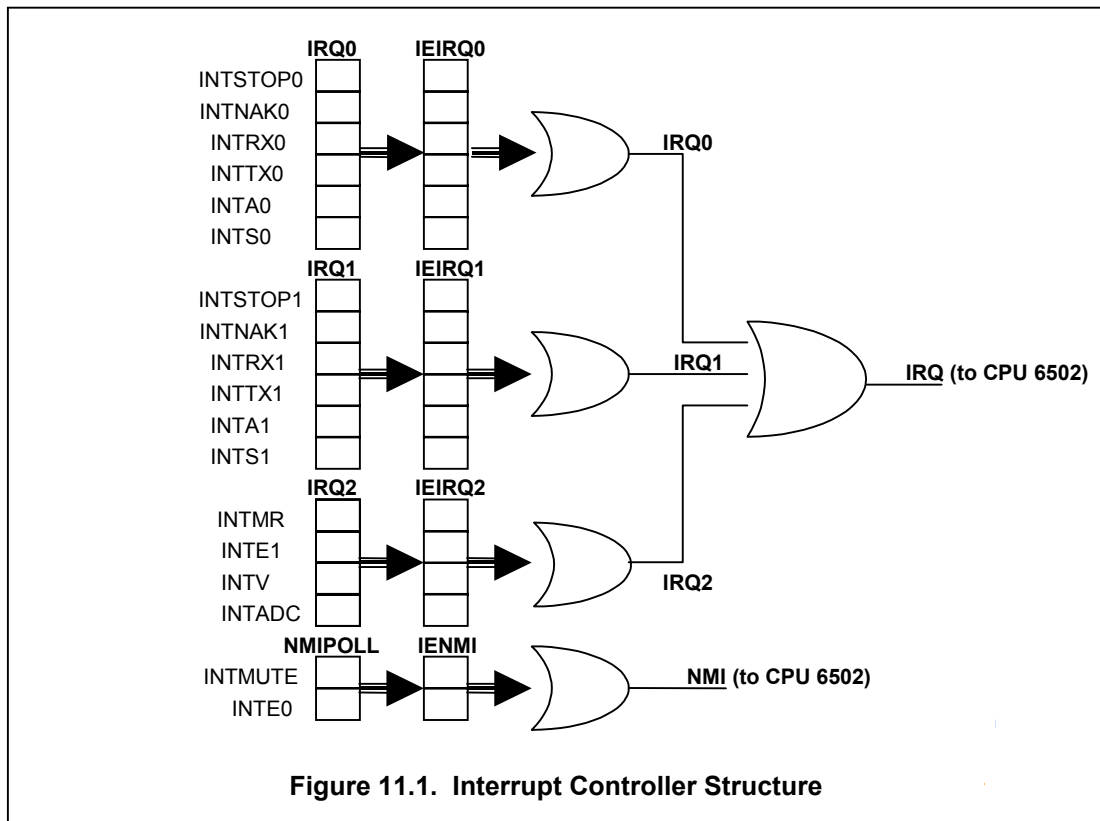 IRQ0 IEIRQ0
INTSTOP0
INTNAK0
INTRX0
INTTX0
INTA0
INTS0
IRQ0
IRQ1 IEIRQ1
INTSTOP1
INTNAK1
INTRX1
INTTX1
INTA1
INTS1
IRQ1
IRQ (to CPU 6502)
IRQ2 IEIRQ2
INTMR
INTE1
INTV
INTADC
IRQ2
NMIPOLL IENMI
INTMUTE
INTE0
NMI (to CPU 6502)
Figure 11.1. Interrupt Controller Structure